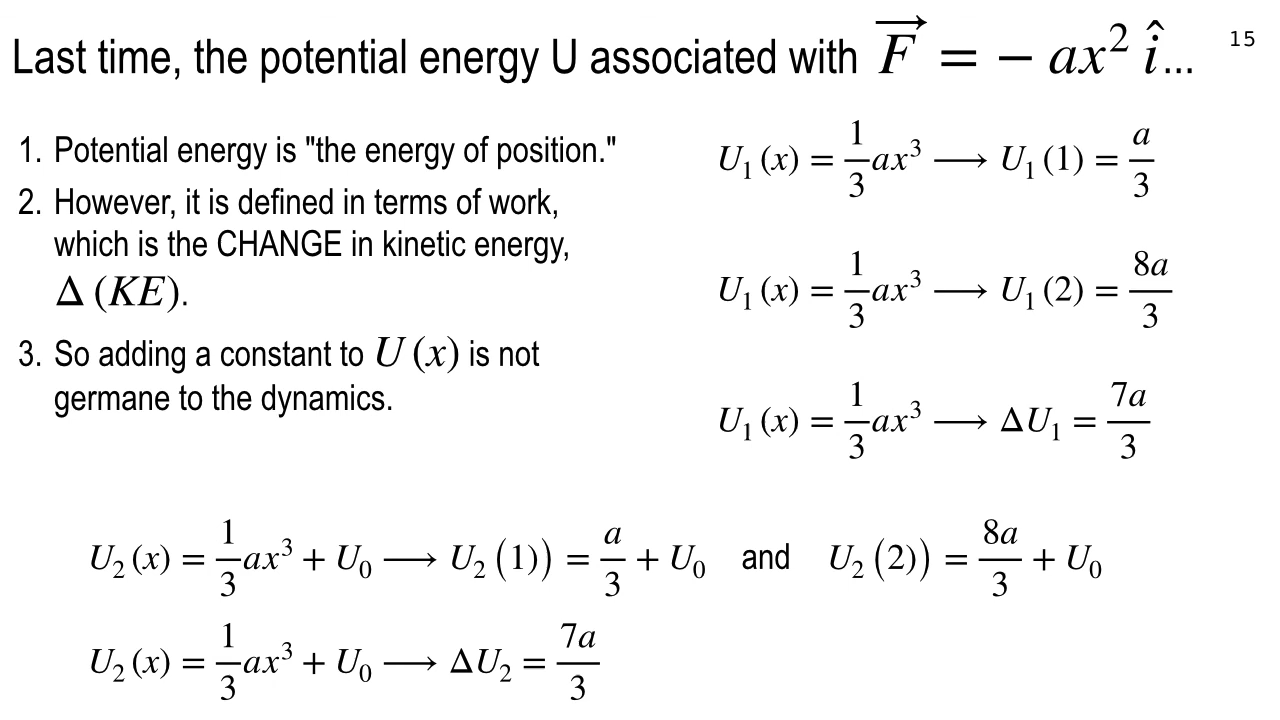 Last time, the potential energy U associated with $\overrightarrow{F} = -ax^2\,\hat{i}$...
15
1. Potential energy is "the energy of position."
2. However, it is defined in terms of work,
which is the CHANGE in kinetic energy,
$\Delta\,(KE)$.
3. So adding a constant to $U\,(x)$ is not
germane to the dynamics.
$U_1(x) = \frac{1}{3}ax^3 \longrightarrow U_1(1) = \frac{a}{3}$
$U_1(x) = \frac{1}{3}ax^3 \longrightarrow U_1(2) = \frac{8a}{3}$
$U_1(x) = \frac{1}{3}ax^3 \longrightarrow \Delta U_1 = \frac{7a}{3}$
$U_2(x) = \frac{1}{3}ax^3 + U_0 \longrightarrow U_2(1)) = \frac{a}{3} + U_0$ and $U_2(2)) = \frac{8a}{3} + U_0$
$U_2(x) = \frac{1}{3}ax^3 + U_0 \longrightarrow \Delta U_2 = \frac{7a}{3}$